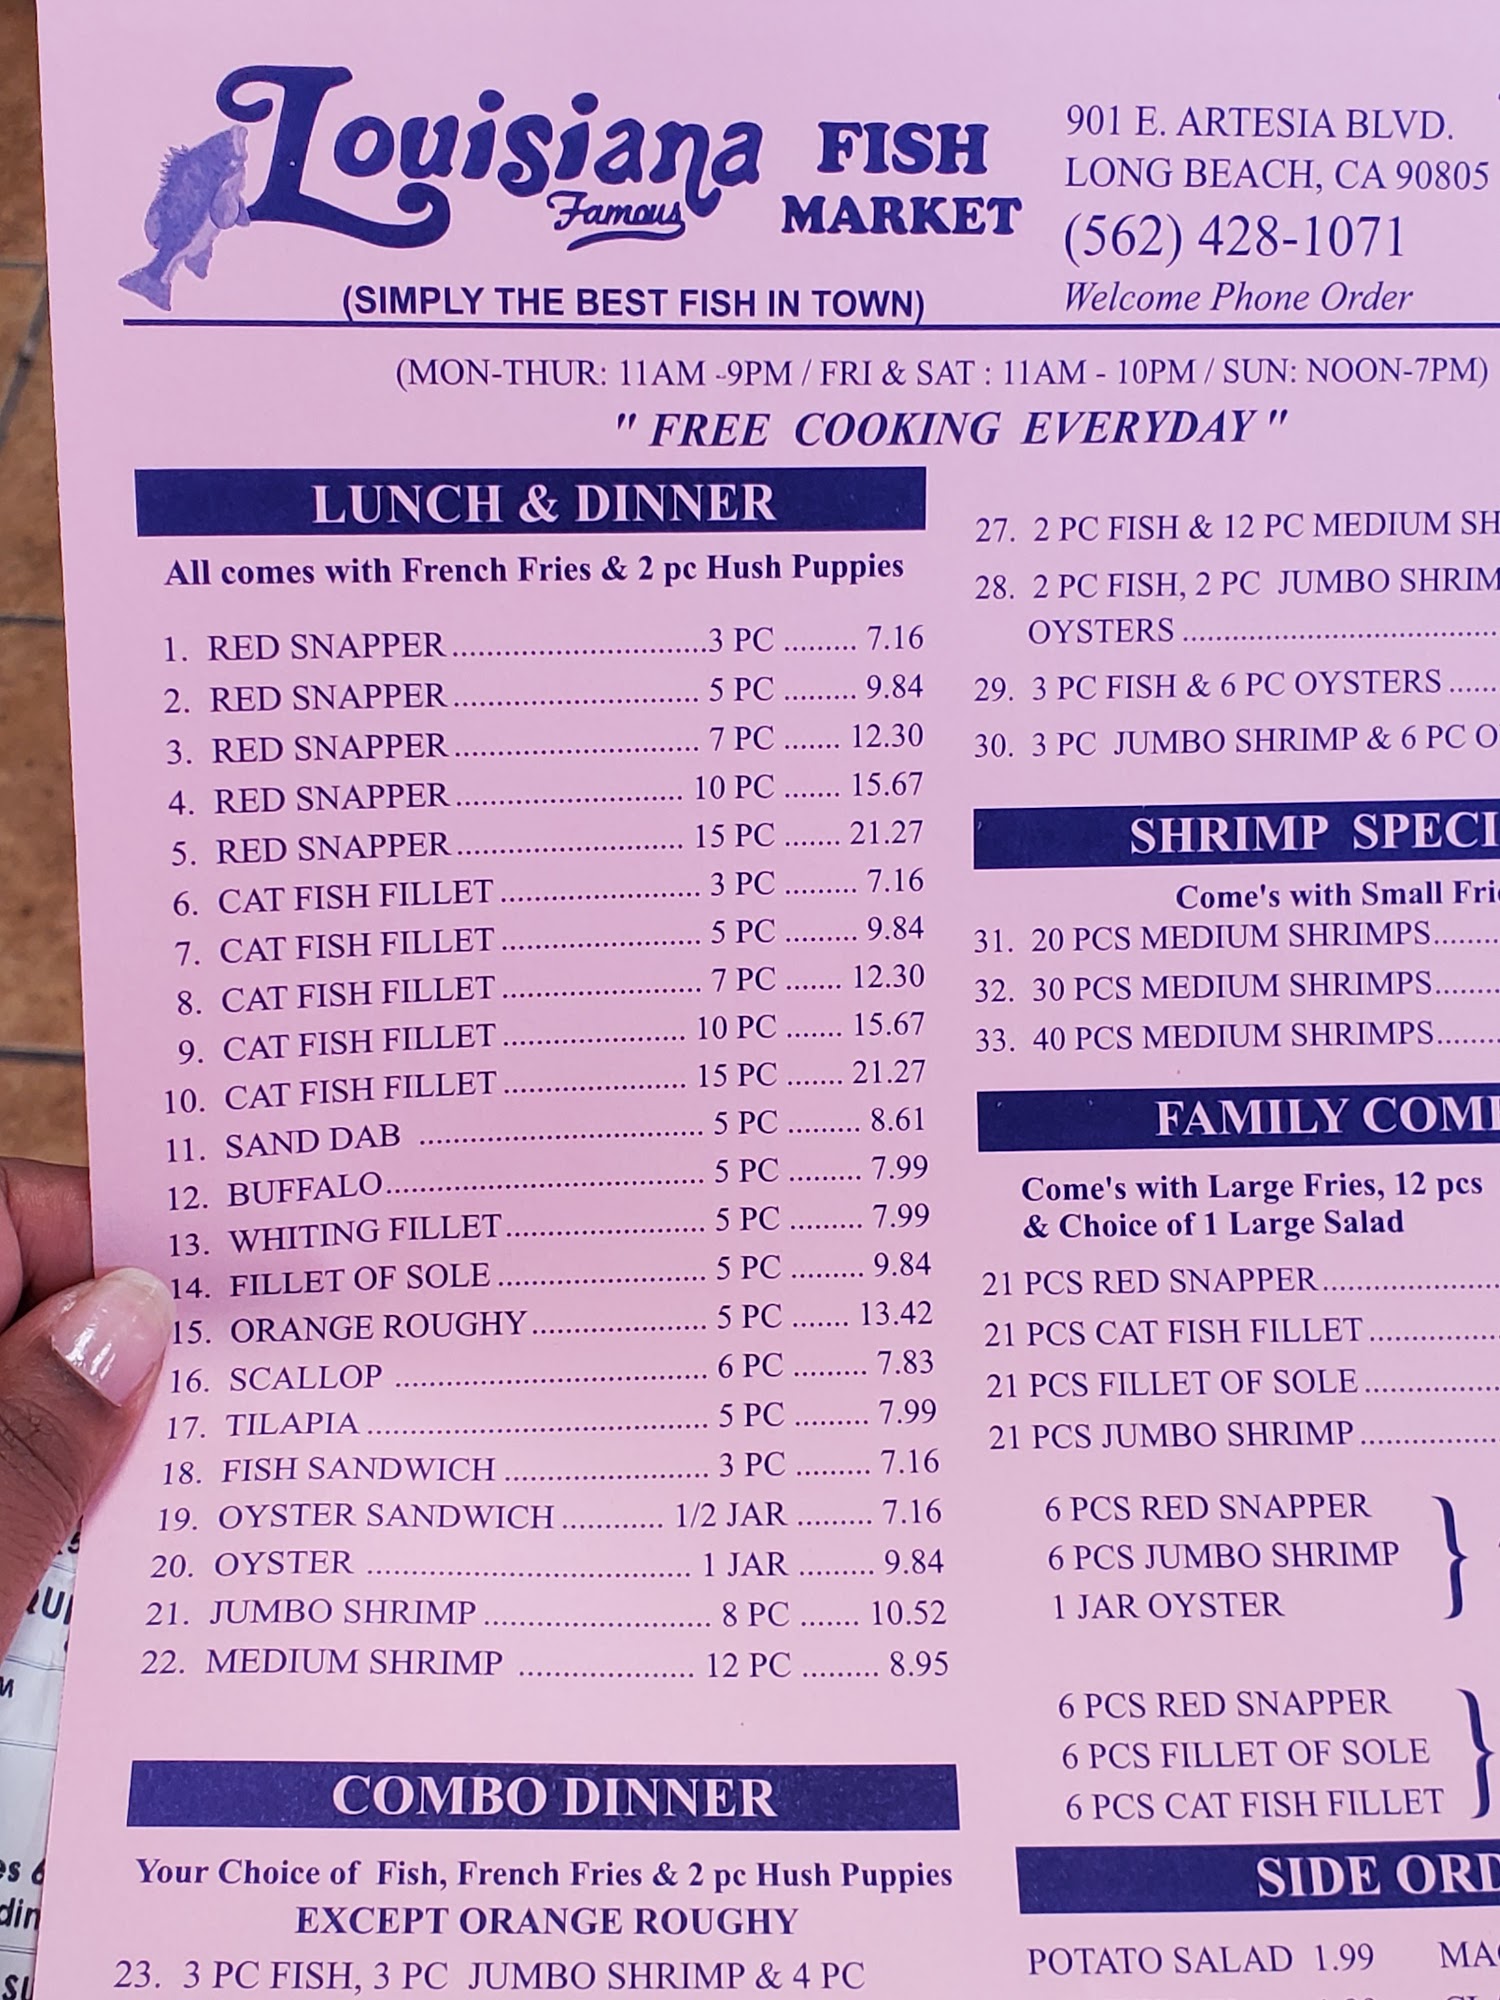 Louisiana FISH
Famous MARKET
(SIMPLY THE BEST FISH IN TOWN)
901 E. ARTESIA BLVD.
LONG BEACH, CA 90805
(562) 428-1071
Welcome Phone Order
(MON-THUR: 11AM -9PM / FRI & SAT : 11AM - 10PM / SUN: NOON-7PM)
" FREE COOKING EVERYDAY "
LUNCH & DINNER
All comes with French Fries & 2 pc Hush Puppies
1. RED SNAPPER............................3 PC ......... 7.16
2. RED SNAPPER........................... 5 PC ......... 9.84
3. RED SNAPPER........................... 7 PC ....... 12.30
4. RED SNAPPER......................... 10 PC ....... 15.67
5. RED SNAPPER......................... 15 PC ....... 21.27
6. CAT FISH FILLET ...................... 3 PC ......... 7.16
7. CAT FISH FILLET ...................... 5 PC ......... 9.84
8. CAT FISH FILLET ...................... 7 PC ....... 12.30
9. CAT FISH FILLET .................... 10 PC ....... 15.67
10. CAT FISH FILLET .................... 15 PC ....... 21.27
11. SAND DAB ............................... 5 PC ......... 8.61
12. BUFFALO................................... 5 PC ......... 7.99
13. WHITING FILLET...................... 5 PC ......... 7.99
14. FILLET OF SOLE ....................... 5 PC ......... 9.84
15. ORANGE ROUGHY................... 5 PC ....... 13.42
16. SCALLOP .................................. 6 PC ......... 7.83
17. TILAPIA ..................................... 5 PC ......... 7.99
18. FISH SANDWICH ...................... 3 PC ......... 7.16
19. OYSTER SANDWICH ............ 1/2 JAR ......... 7.16
20. OYSTER .................................... 1 JAR ......... 9.84
21. JUMBO SHRIMP......................... 8 PC ....... 10.52
22. MEDIUM SHRIMP .................... 12 PC ......... 8.95
COMBO DINNER
Your Choice of Fish, French Fries & 2 pc Hush Puppies
EXCEPT ORANGE ROUGHY
23. 3 PC FISH, 3 PC JUMBO SHRIMP & 4 PC
27. 2 PC FISH & 12 PC MEDIUM SH
28. 2 PC FISH, 2 PC JUMBO SHRIM
OYSTERS ...................................
29. 3 PC FISH & 6 PC OYSTERS ......
30. 3 PC JUMBO SHRIMP & 6 PC O
SHRIMP SPECI
Come's with Small Frie
31. 20 PCS MEDIUM SHRIMPS.......
32. 30 PCS MEDIUM SHRIMPS.......
33. 40 PCS MEDIUM SHRIMPS.......
FAMILY COM
Come's with Large Fries, 12 pcs
& Choice of 1 Large Salad
21 PCS RED SNAPPER....................
21 PCS CAT FISH FILLET...............
21 PCS FILLET OF SOLE................
21 PCS JUMBO SHRIMP ................
6 PCS RED SNAPPER
6 PCS JUMBO SHRIMP
1 JAR OYSTER
6 PCS RED SNAPPER
6 PCS FILLET OF SOLE
6 PCS CAT FISH FILLET
SIDE ORD
POTATO SALAD 1.99 MA